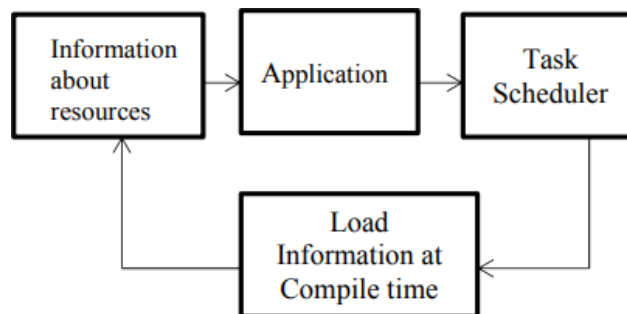 Information
about
resources
Application
Task
Scheduler
Load
Information at
Compile time